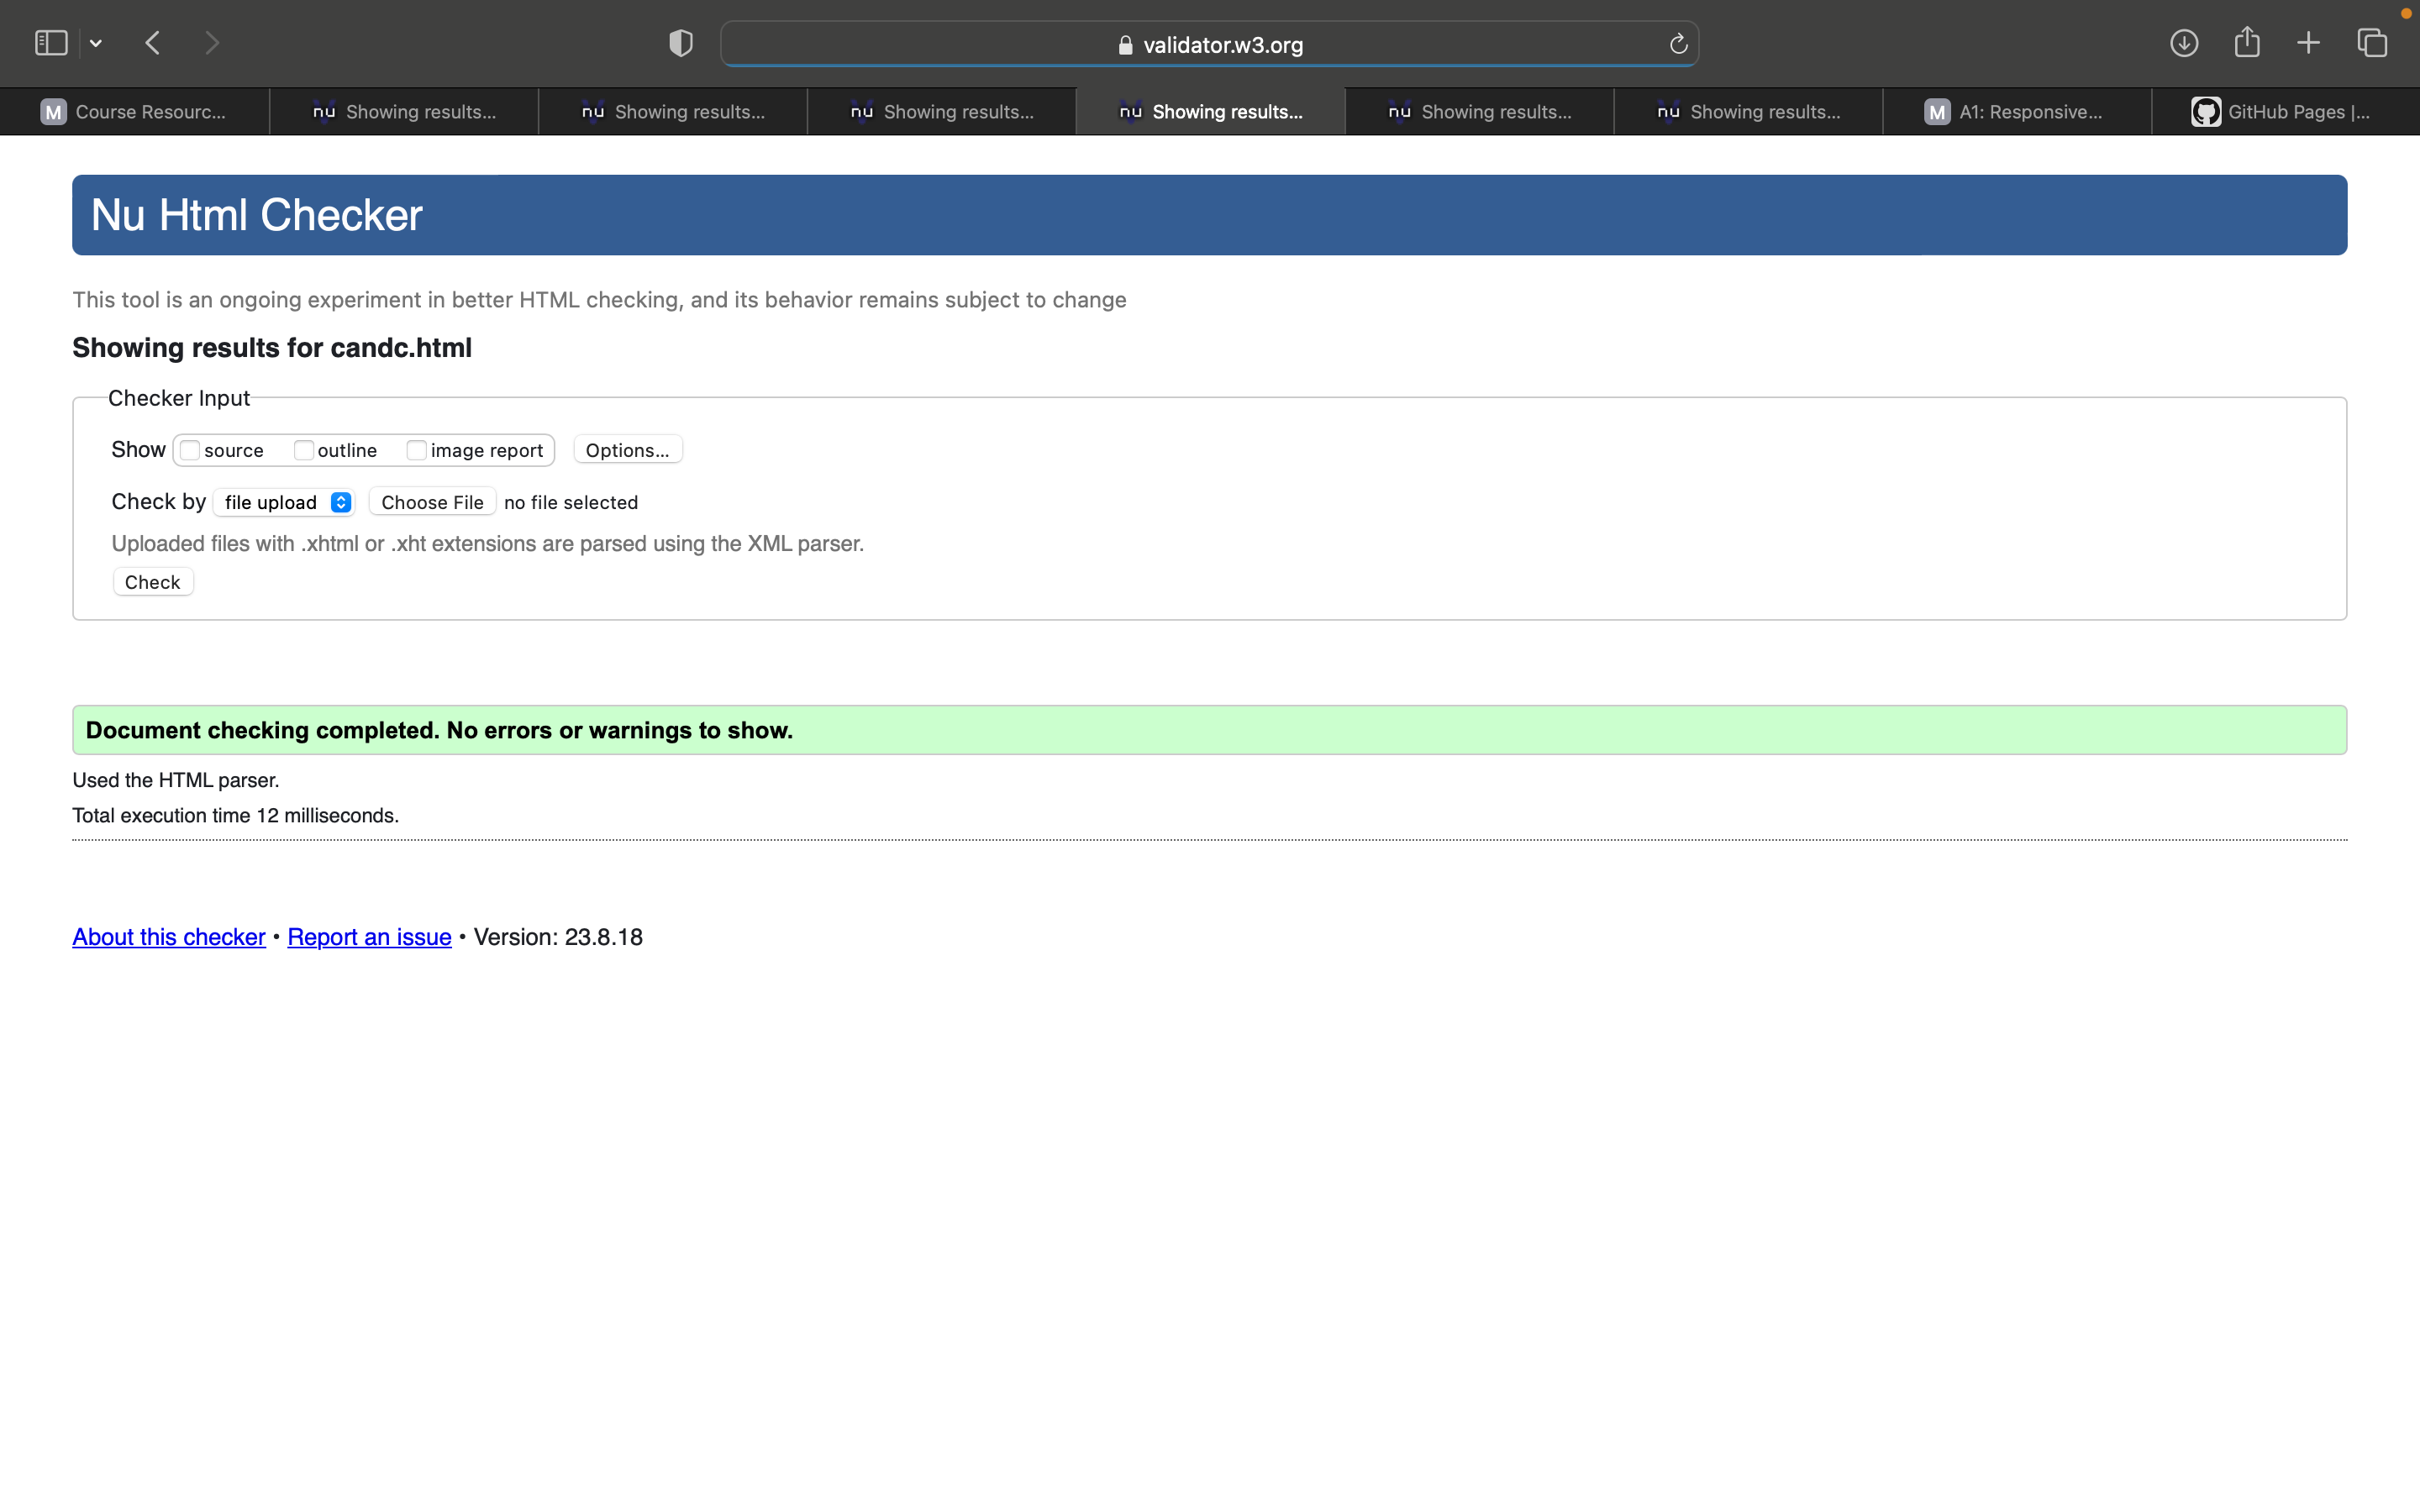 validator.w3.org
M Course Resourc...
nu Showing results...
nu Showing results...
nu Showing results...
nu Showing results...
nu Showing results...
nu Showing results...
M A1: Responsive...
GitHub Pages |...
Nu Html Checker
This tool is an ongoing experiment in better HTML checking, and its behavior remains subject to change
Showing results for candc.html
Checker Input
Show source outline image report Options...
Check by file upload Choose File no file selected
Uploaded files with .xhtml or .xht extensions are parsed using the XML parser.
Check
Document checking completed. No errors or warnings to show.
Used the HTML parser.
Total execution time 12 milliseconds.
About this checker • Report an issue • Version: 23.8.18